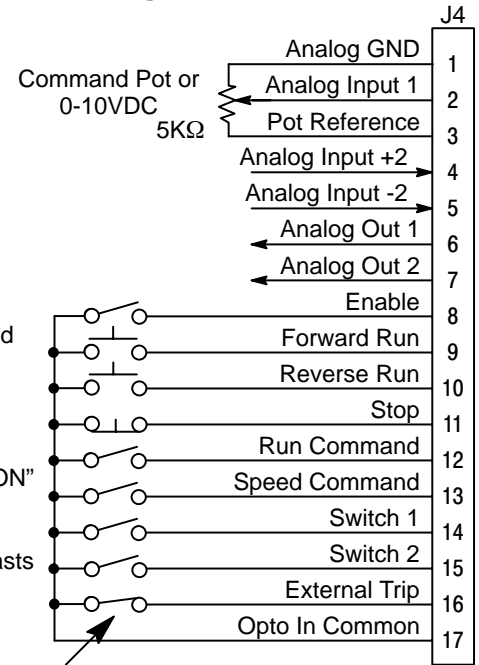 J4
Analog GND 1
Command Pot or
0-10VDC
5KΩ
Analog Input 1 2
Pot Reference 3
Analog Input +2 4
Analog Input -2 5
Analog Out 1 6
Analog Out 2 7
Enable 8
Forward Run 9
Reverse Run 10
Stop 11
Run Command 12
Speed Command 13
Switch 1 14
Switch 2 15
External Trip 16
Opto In Common 17